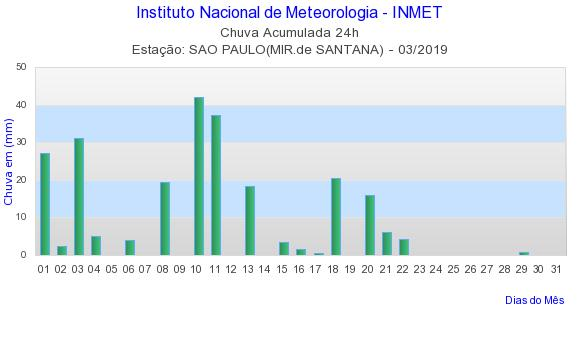 Instituto Nacional de Meteorologia - INMET
Chuva Acumulada 24h
Estação: SAO PAULO(MIR.de SANTANA) - 03/2019
Chuva em (mm)
50
40
30
20
10
0
01 02 03 04 05 06 07 08 09 10 11 12 13 14 15 16 17 18 19 20 21 22 23 24 25 26 27 28 29 30 31
Dias do Mês